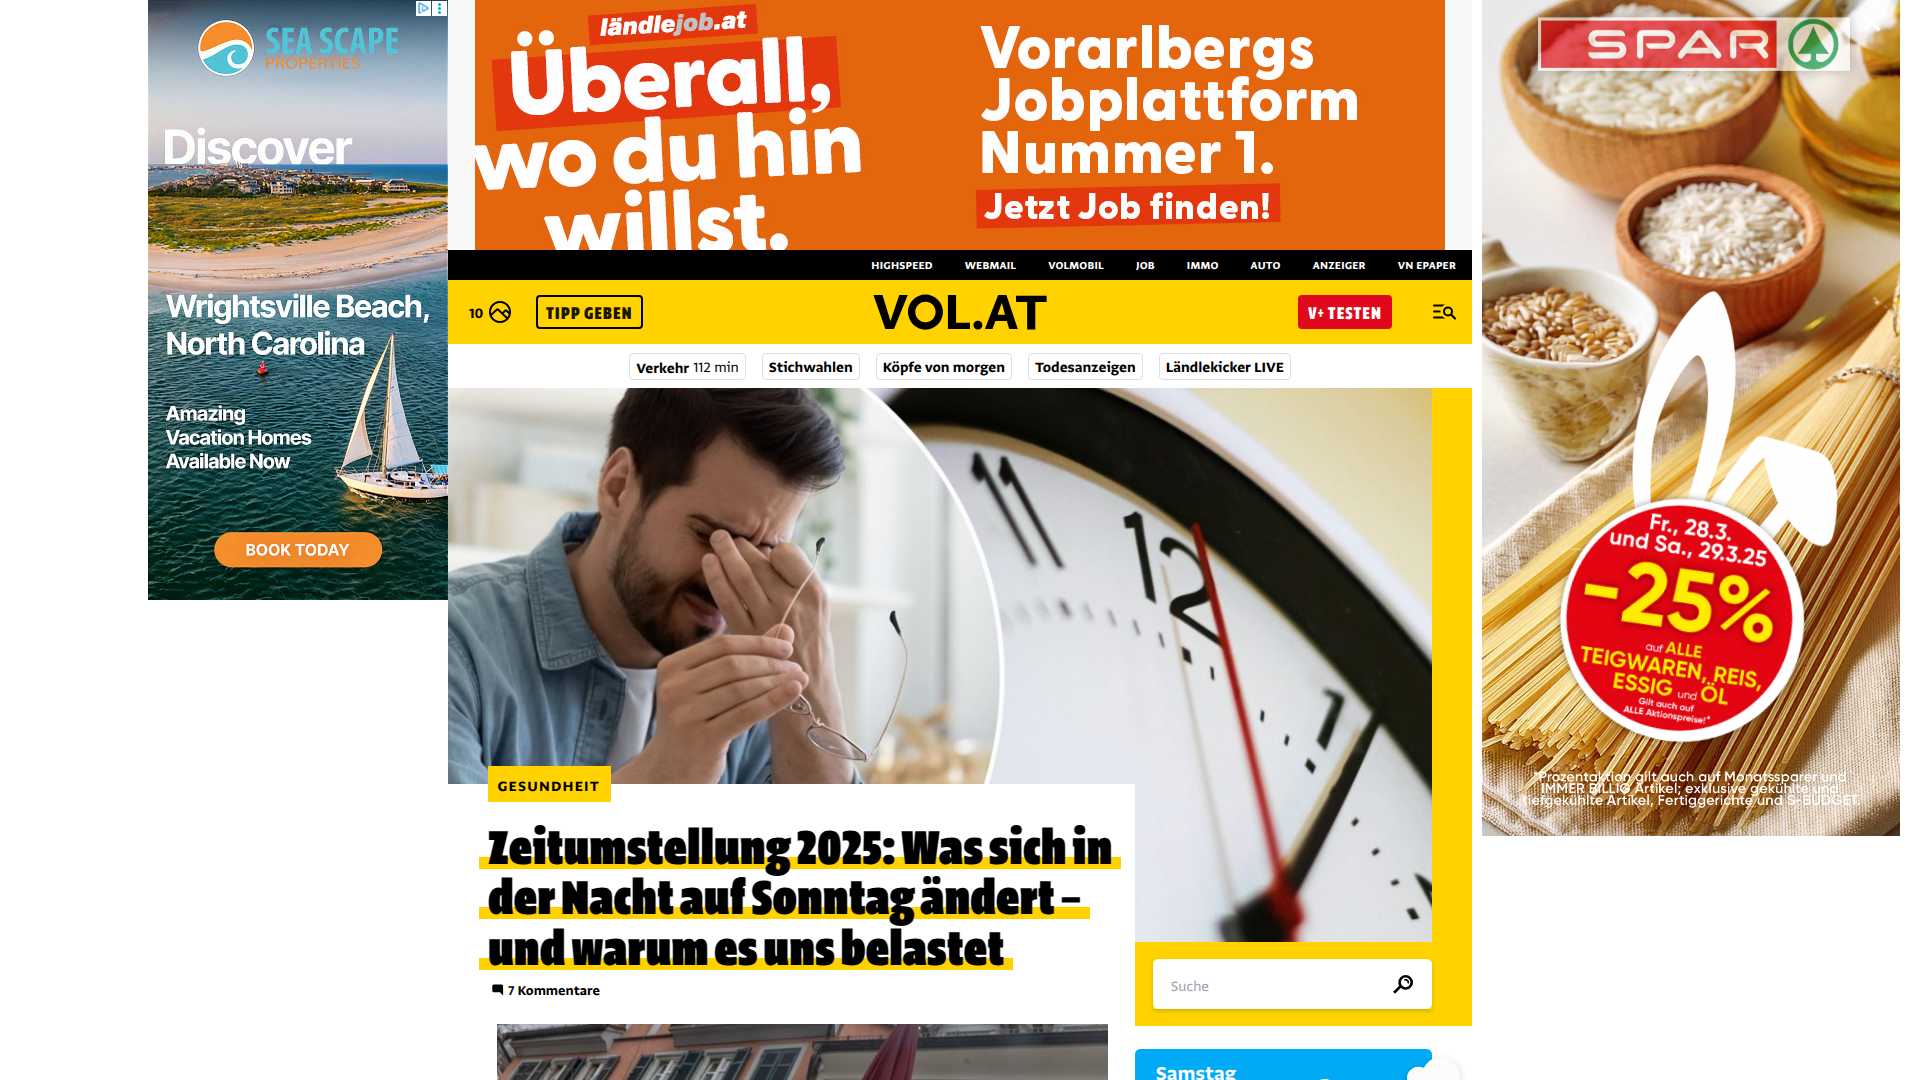 SEA SCAPE
PROPERTIES
Discover
Wrightsville Beach,
North Carolina
Amazing
Vacation Homes
Available Now
BOOK TODAY
ländlejob.at
Überall,
wo du hin
willst.
Vorarlbergs
Jobplattform
Nummer 1.
Jetzt Job finden!
HIGHSPEED WEBMAIL VOLMOBIL JOB IMMO AUTO ANZEIGER VN EPAPER
10 TIPP GEBEN VOL.AT V+ TESTEN
Verkehr 112 min Stichwahlen Köpfe von morgen Todesanzeigen Ländlekicker LIVE
11
12
1
GESUNDHEIT
Zeitumstellung 2025: Was sich in
der Nacht auf Sonntag ändert –
und warum es uns belastet
7 Kommentare
Suche
Samstag
SPAR
Fr., 28.3.
und Sa., 29.3.25
-25%
auf ALLE
TEIGWAREN, REIS,
ESSIG und ÖL
Gilt auch auf
ALLE Aktionspreise!*
*Prozentaktion gilt auch auf Monatssparer und
IMMER BILLIG Artikel; exklusive gekühlte und
tiefgekühlte Artikel, Fertiggerichte und S-BUDGET.